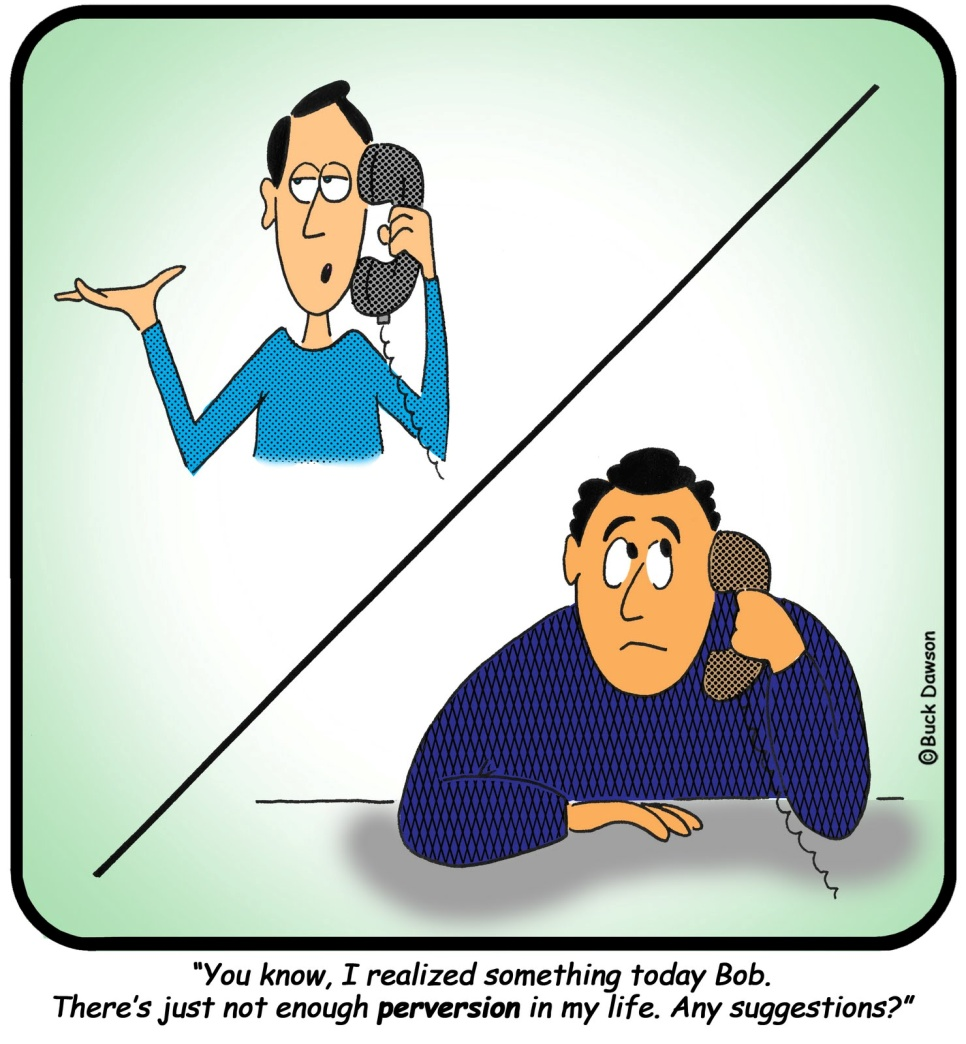 ©Buck Dawson
"You know, I realized something today Bob.
There's just not enough perversion in my life. Any suggestions?"